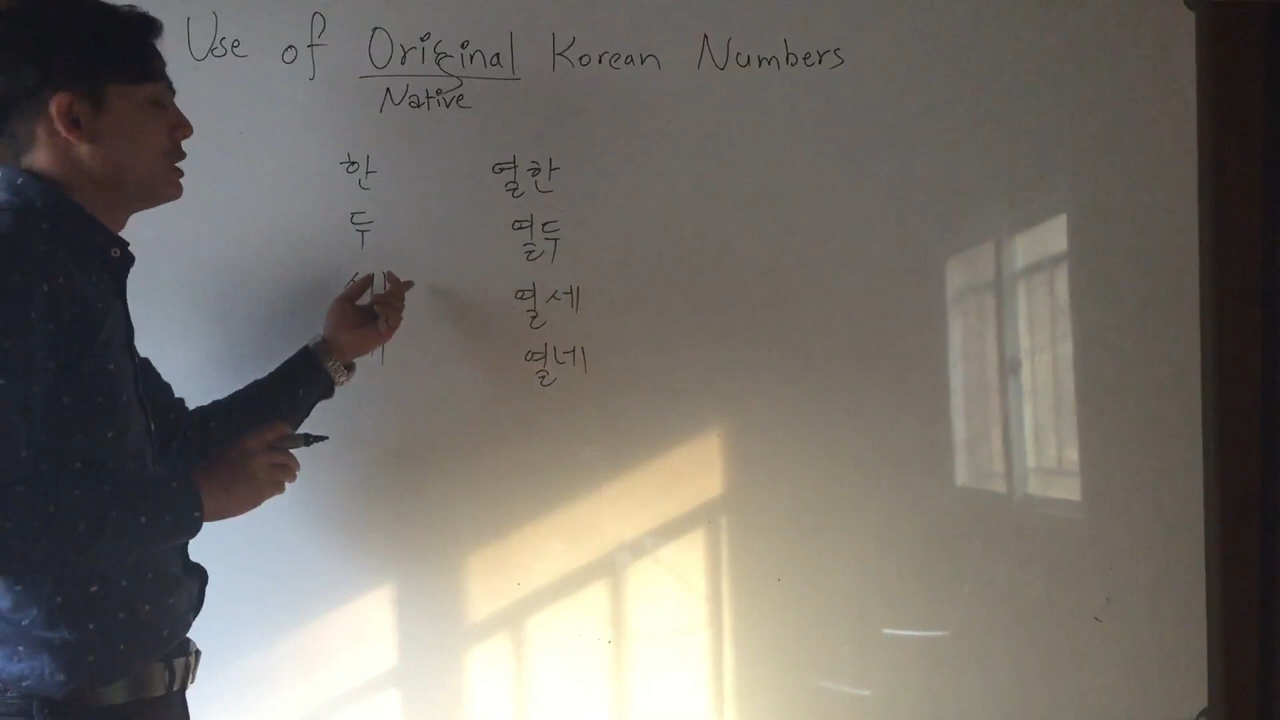 Use of Original Korean Numbers
Native
한 열한
두 열두
열세
열네